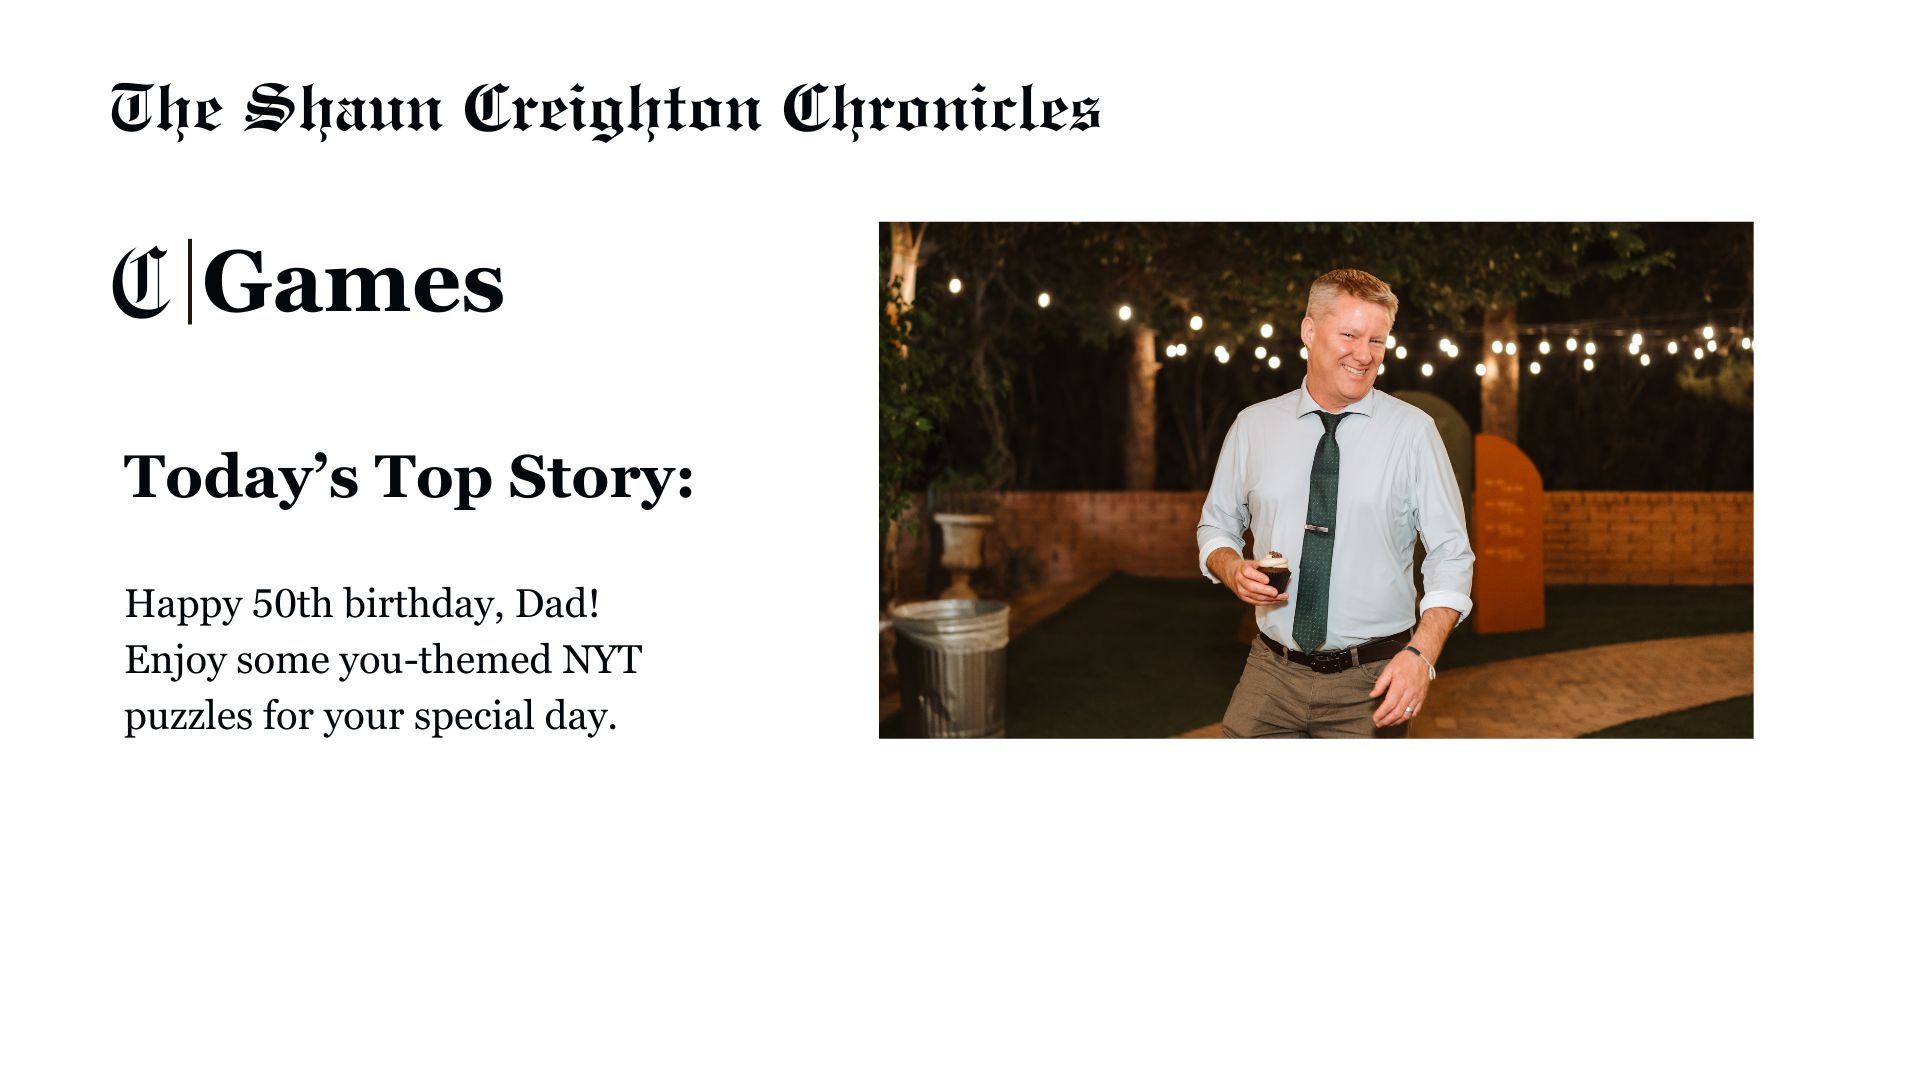 The Shaun Creighton Chronicles
C|Games
Today’s Top Story:
Happy 50th birthday, Dad!
Enjoy some you-themed NYT
puzzles for your special day.